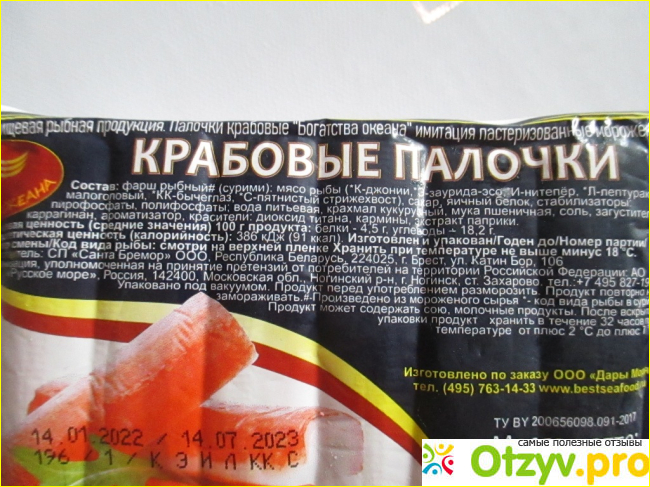 ищевая рыбная продукция. Палочки крабовые "Богатства океана" имитация пастеризованные мороже
КРАБОВЫЕ ПАЛОЧКИ
ОКЕАНА
Состав: фарш рыбный# (сурими): мясо рыбы (*К-джонии, *З-заурида-эсо, *И-нитепёр, *Л-лептурак
малоголовый, *КК-бычеглаз, *С-пятнистый стрижехвост), сахар, яичный белок, стабилизаторы:
пирофосфаты, полифосфаты; вода питьевая, крахмал кукурузный, мука пшеничная, соль, загустител
каррагинан, ароматизатор, красители: диоксид титана, кармины, экстракт паприки.
ценность (средние значения) 100 г продукта: белки - 4,5 г, углеводы – 18,2 г.
гетическая ценность (калорийность): 386 кДж (91 ккал). Изготовлен и упакован/Годен до/Номер партии/
смены/Код вида рыбы: смотри на верхней пленке Хранить при температуре не выше минус 18 °С.
тель: СП «Санта Бремор» ООО, Республика Беларусь, 224025, г. Брест, ул. Катин Бор, 106
ция, уполномоченная на принятие претензий от потребителей на территории Российской Федерации: АО
«Русское море», Россия, 142400, Московская обл., Ногинский р-н, г. Ногинск, ст. Захарово тел.:+7 495 827-19
Упаковано под вакуумом. Продукт перед употреблением разморозить. Продукт повторно н
замораживать.#-Произведено из мороженого сырья *- код вида рыбы в сури
Продукт может содержать сою, молочные продукты. После вскрыт
упаковки продукт хранить в течение 32 часов
температуре от плюс 2 °С до плюс
Изготовлено по заказу ООО «Дары
тел. (495) 763-14-33 www.bestseafood
ТУ BY 200656098.091-2017
14.01.2022 / 14.07.2023
196 / 1 / К З И Л КК С
самые полезные отзывы
Otzyv.pro